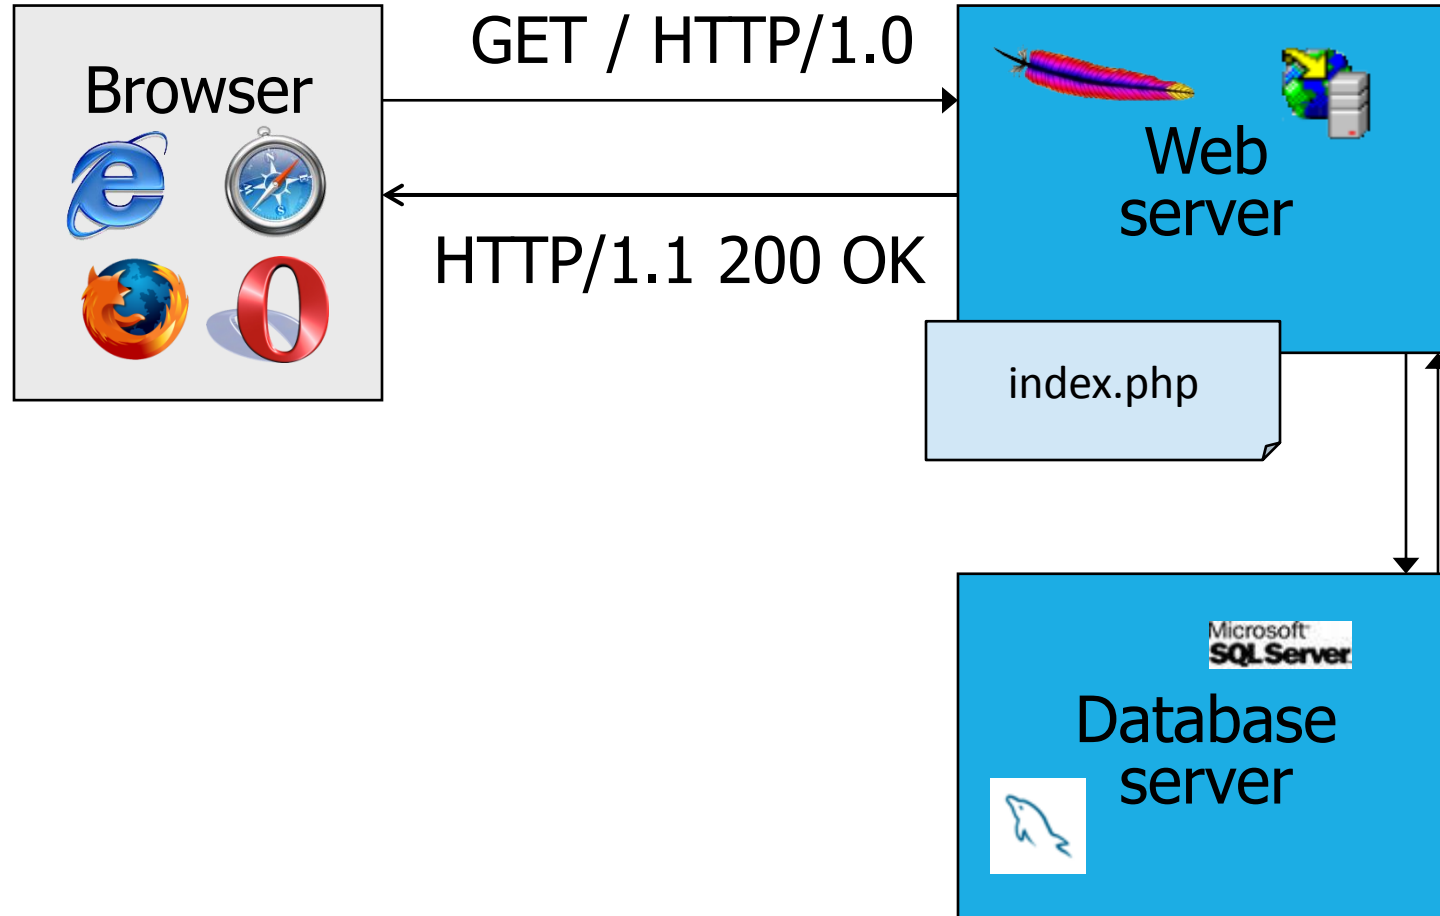 GET / HTTP/1.0
Browser
Web
server
HTTP/1.1 200 OK
index.php
Microsoft
SQL Server
Database
server